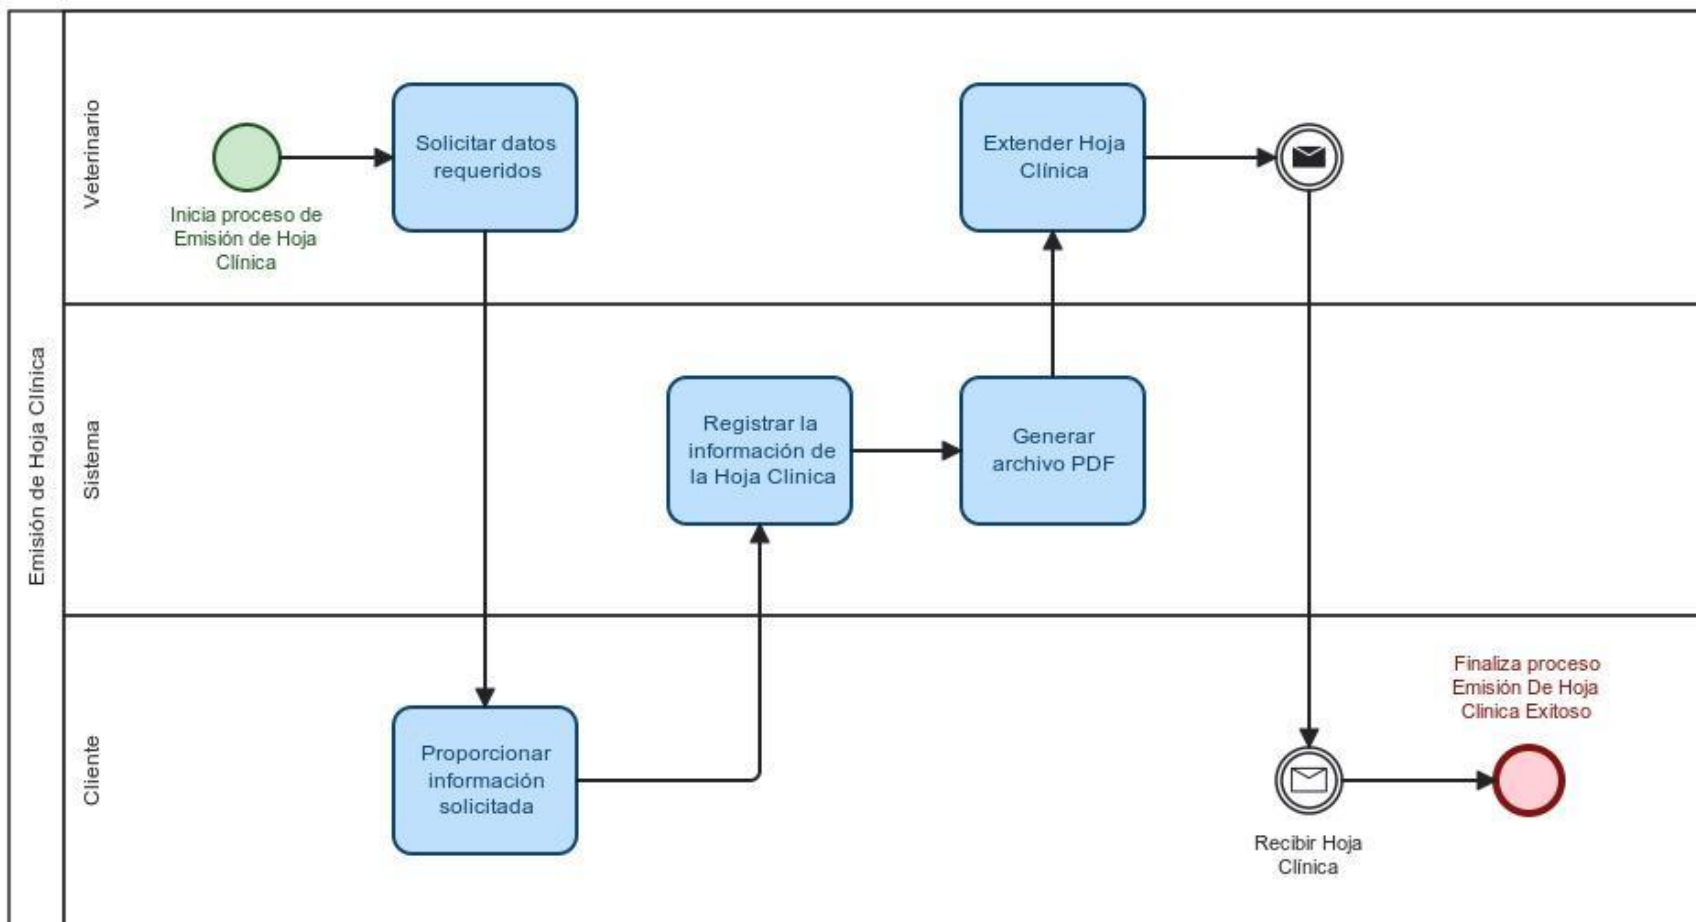 Emisión de Hoja Clínica
Veterinario
Inicia proceso de
Emisión de Hoja
Clínica
Solicitar datos
requeridos
Extender Hoja
Clínica
Sistema
Registrar la
información de
la Hoja Clinica
Generar
archivo PDF
Cliente
Proporcionar
información
solicitada
Recibir Hoja
Clínica
Finaliza proceso
Emisión De Hoja
Clinica Exitoso